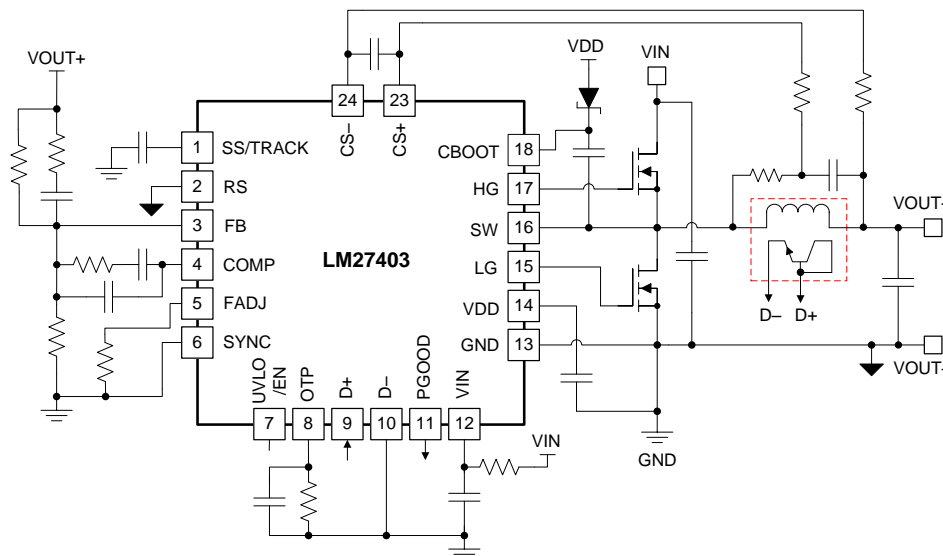 VOUT+
24
23
CS–
CS+
VDD
VIN
1
SS/TRACK
2
RS
3
FB
4
COMP
5
FADJ
6
SYNC
LM27403
CBOOT
18
HG
17
SW
16
LG
15
VDD
14
GND
13
UVLO
/EN
OTP
D+
D–
PGOOD
VIN
7
8
9
10
11
12
VIN
GND
D–
D+
VOUT
VOUT